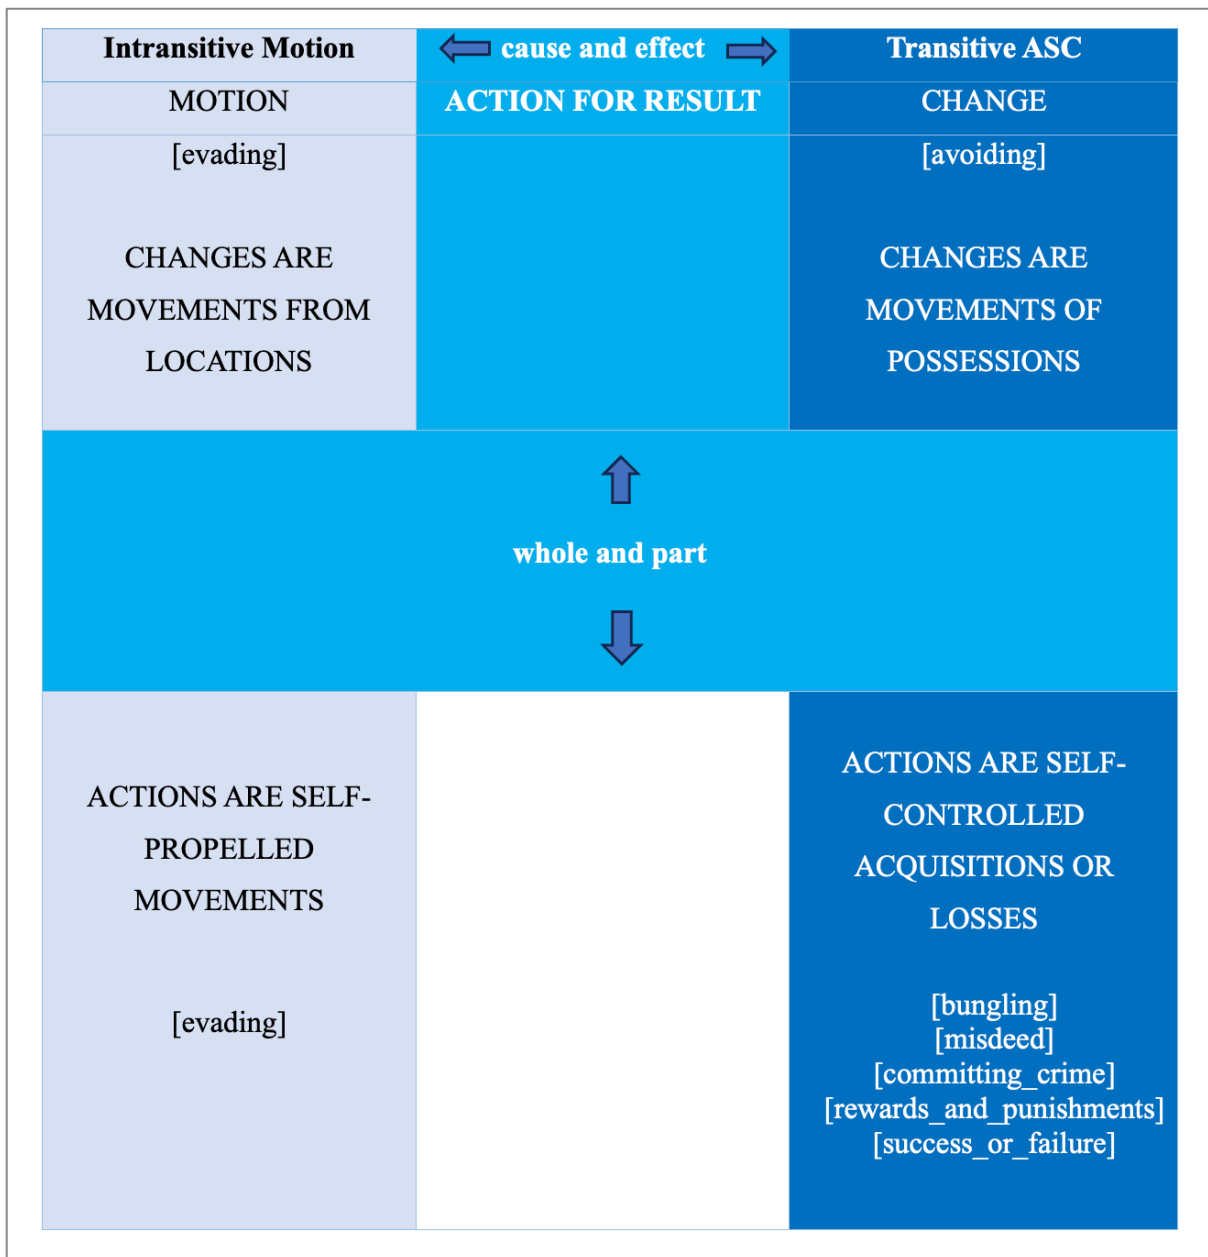 Intransitive Motion
cause and effect
Transitive ASC
MOTION
ACTION FOR RESULT
CHANGE
[evading]
[avoiding]
CHANGES ARE
MOVEMENTS FROM
LOCATIONS
CHANGES ARE
MOVEMENTS OF
POSSESSIONS
whole and part
ACTIONS ARE SELF-
PROPELLED
MOVEMENTS
[evading]
ACTIONS ARE SELF-
CONTROLLED
ACQUISITIONS OR
LOSSES
[bungling]
[misdeed]
[committing_crime]
[rewards_and_punishments]
[success_or_failure]